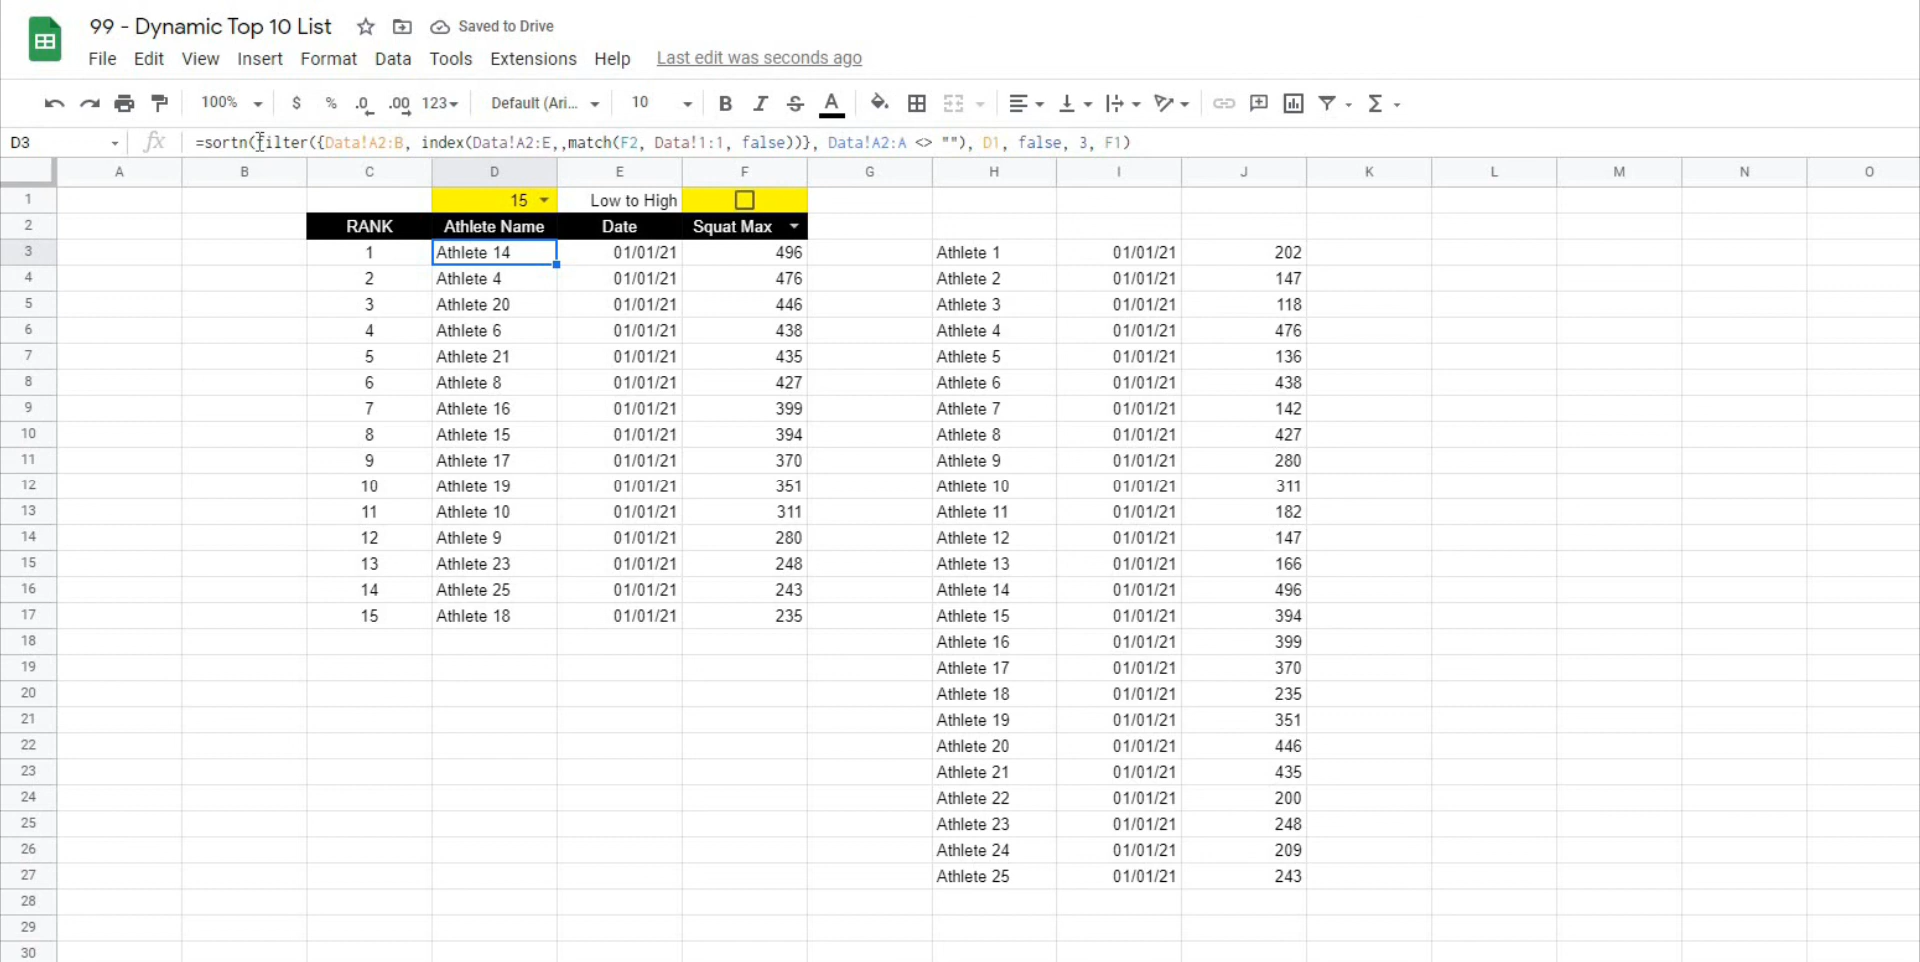 99 - Dynamic Top 10 List Saved to Drive
File Edit View Insert Format Data Tools Extensions Help Last edit was seconds ago
100% $ % .0 .00 123 Default (Ari... 10 B I S A Σ
D3 fx =sortn(filter({Data!A2:B, index(Data!A2:E,,match(F2, Data!1:1, false))}, Data!A2:A <> ""), D1, false, 3, F1)
A B C D E F G H I J K L M N O
1 15 Low to High
2 RANK Athlete Name Date Squat Max
3 1 Athlete 14 01/01/21 496 Athlete 1 01/01/21 202
4 2 Athlete 4 01/01/21 476 Athlete 2 01/01/21 147
5 3 Athlete 20 01/01/21 446 Athlete 3 01/01/21 118
6 4 Athlete 6 01/01/21 438 Athlete 4 01/01/21 476
7 5 Athlete 21 01/01/21 435 Athlete 5 01/01/21 136
8 6 Athlete 8 01/01/21 427 Athlete 6 01/01/21 438
9 7 Athlete 16 01/01/21 399 Athlete 7 01/01/21 142
10 8 Athlete 15 01/01/21 394 Athlete 8 01/01/21 427
11 9 Athlete 17 01/01/21 370 Athlete 9 01/01/21 280
12 10 Athlete 19 01/01/21 351 Athlete 10 01/01/21 311
13 11 Athlete 10 01/01/21 311 Athlete 11 01/01/21 182
14 12 Athlete 9 01/01/21 280 Athlete 12 01/01/21 147
15 13 Athlete 23 01/01/21 248 Athlete 13 01/01/21 166
16 14 Athlete 25 01/01/21 243 Athlete 14 01/01/21 496
17 15 Athlete 18 01/01/21 235 Athlete 15 01/01/21 394
18 Athlete 16 01/01/21 399
19 Athlete 17 01/01/21 370
20 Athlete 18 01/01/21 235
21 Athlete 19 01/01/21 351
22 Athlete 20 01/01/21 446
23 Athlete 21 01/01/21 435
24 Athlete 22 01/01/21 200
25 Athlete 23 01/01/21 248
26 Athlete 24 01/01/21 209
27 Athlete 25 01/01/21 243
28
29
30